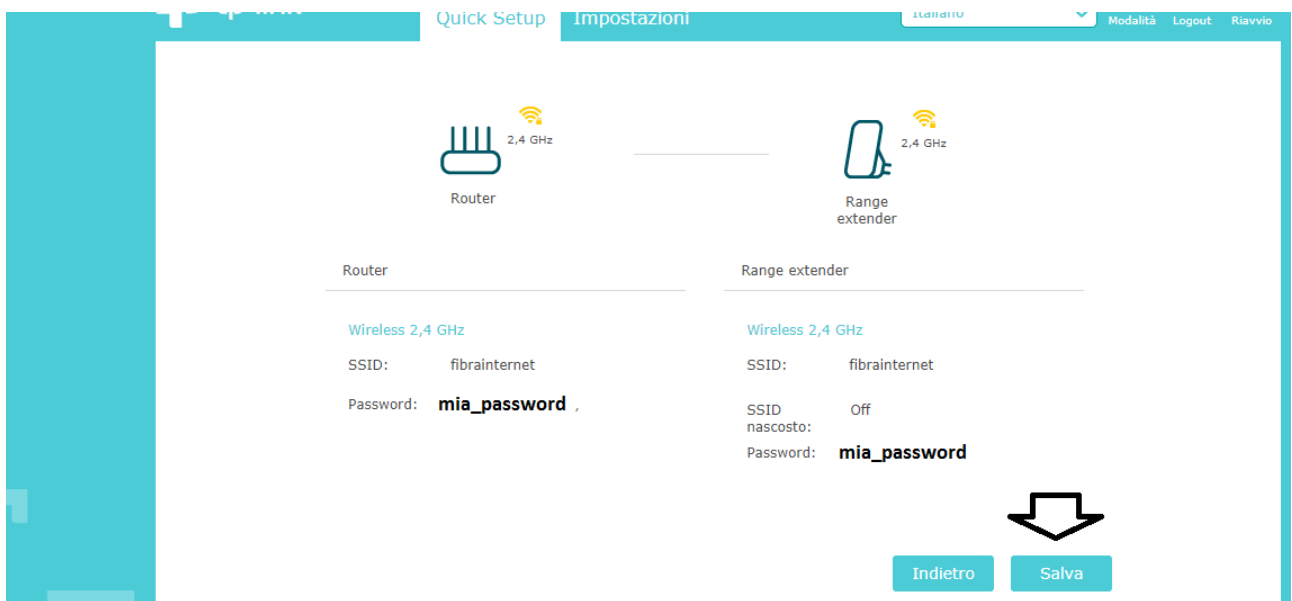 tp-link
Quick Setup Impostazioni Italiano Modalità Logout Riavvio
2,4 GHz 2,4 GHz
Router Range
extender
Router Range extender
Wireless 2,4 GHz Wireless 2,4 GHz
SSID: fibrainternet SSID: fibrainternet
Password: mia_password , SSID
nascosto: Off
Password: mia_password
Indietro Salva